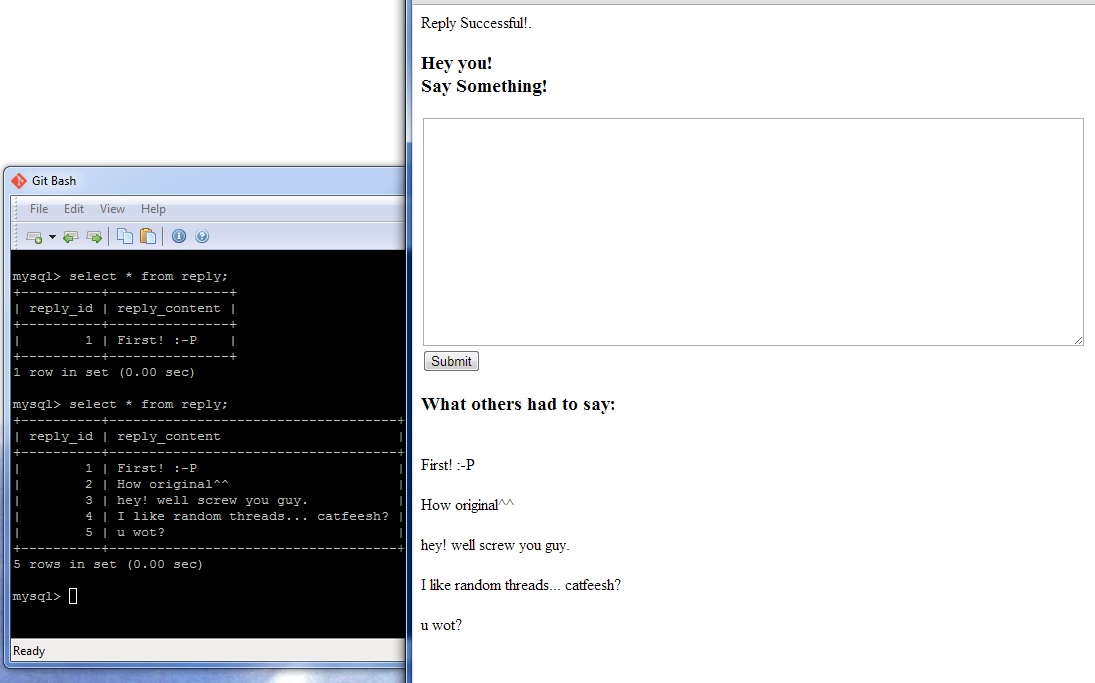 Git Bash
File Edit View Help
mysql> select * from reply;
+----------+---------------+
| reply_id | reply_content |
+----------+---------------+
|        1 | First! :-P    |
+----------+---------------+
1 row in set (0.00 sec)
mysql> select * from reply;
+----------+------------------------------------+
| reply_id | reply_content                      |
+----------+------------------------------------+
|        1 | First! :-P                         |
|        2 | How original^^                     |
|        3 | hey! well screw you guy.           |
|        4 | I like random threads... catfeesh? |
|        5 | u wot?                             |
+----------+------------------------------------+
5 rows in set (0.00 sec)
mysql>
Ready
Reply Successful!.
Hey you!
Say Something!
Submit
What others had to say:
First! :-P
How original^^
hey! well screw you guy.
I like random threads... catfeesh?
u wot?